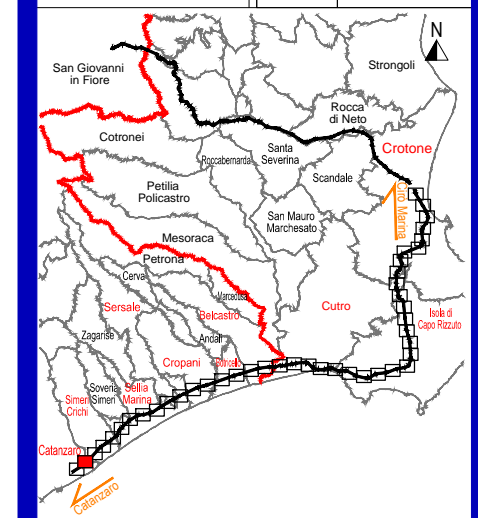 N
Strongoli
San Giovanni
in Fiore
Rocca
di Neto
Cotronei
Crotone
Roccabernarda
Santa
Severina
Scandale
Petilia
Policastro
Cirò Marina
San Mauro
Marchesato
Mesoraca
Petrona
Cerva
Marcedusa
Sersale
Belcastro
Cutro
Isola di
Capo Rizzuto
Andali
Zagarise
Cropani
Botricello
Soveria
Simeri
Sellia
Marina
Simeri
Crichi
Catanzaro
Catanzaro